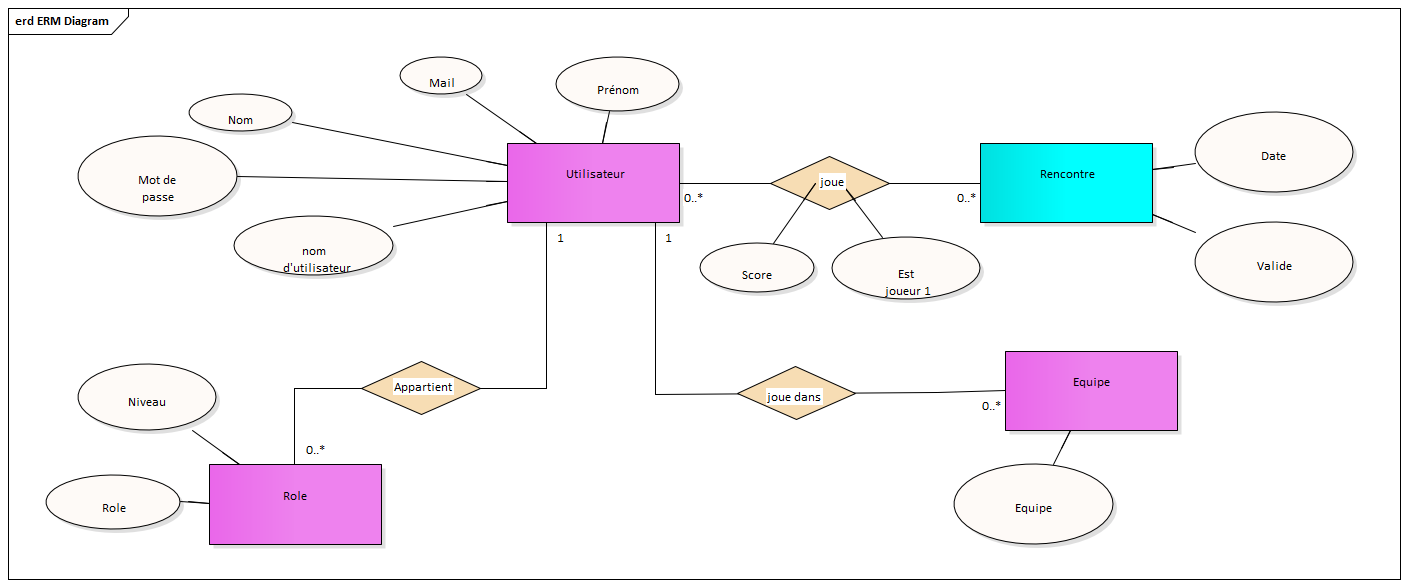 erd ERM Diagram
Mail
Prénom
Nom
Mot de
passe
nom
d'utilisateur
Utilisateur
0..*
joue
0..*
Rencontre
Date
Valide
Score
Est
joueur 1
1
1
Niveau
Role
Appartient
0..*
Role
joue dans
0..*
Equipe
Equipe